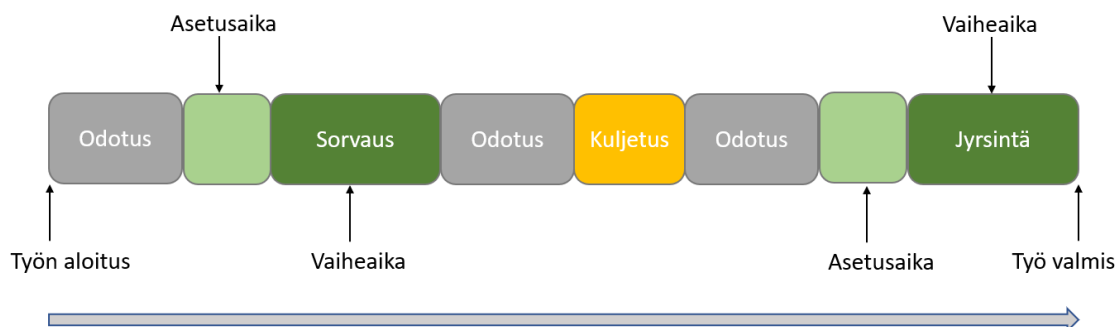 Asetusaika
Vaiheaika
Odotus
Sorvaus
Odotus
Kuljetus
Odotus
Jyrsintä
Työn aloitus
Vaiheaika
Asetusaika
Työ valmis